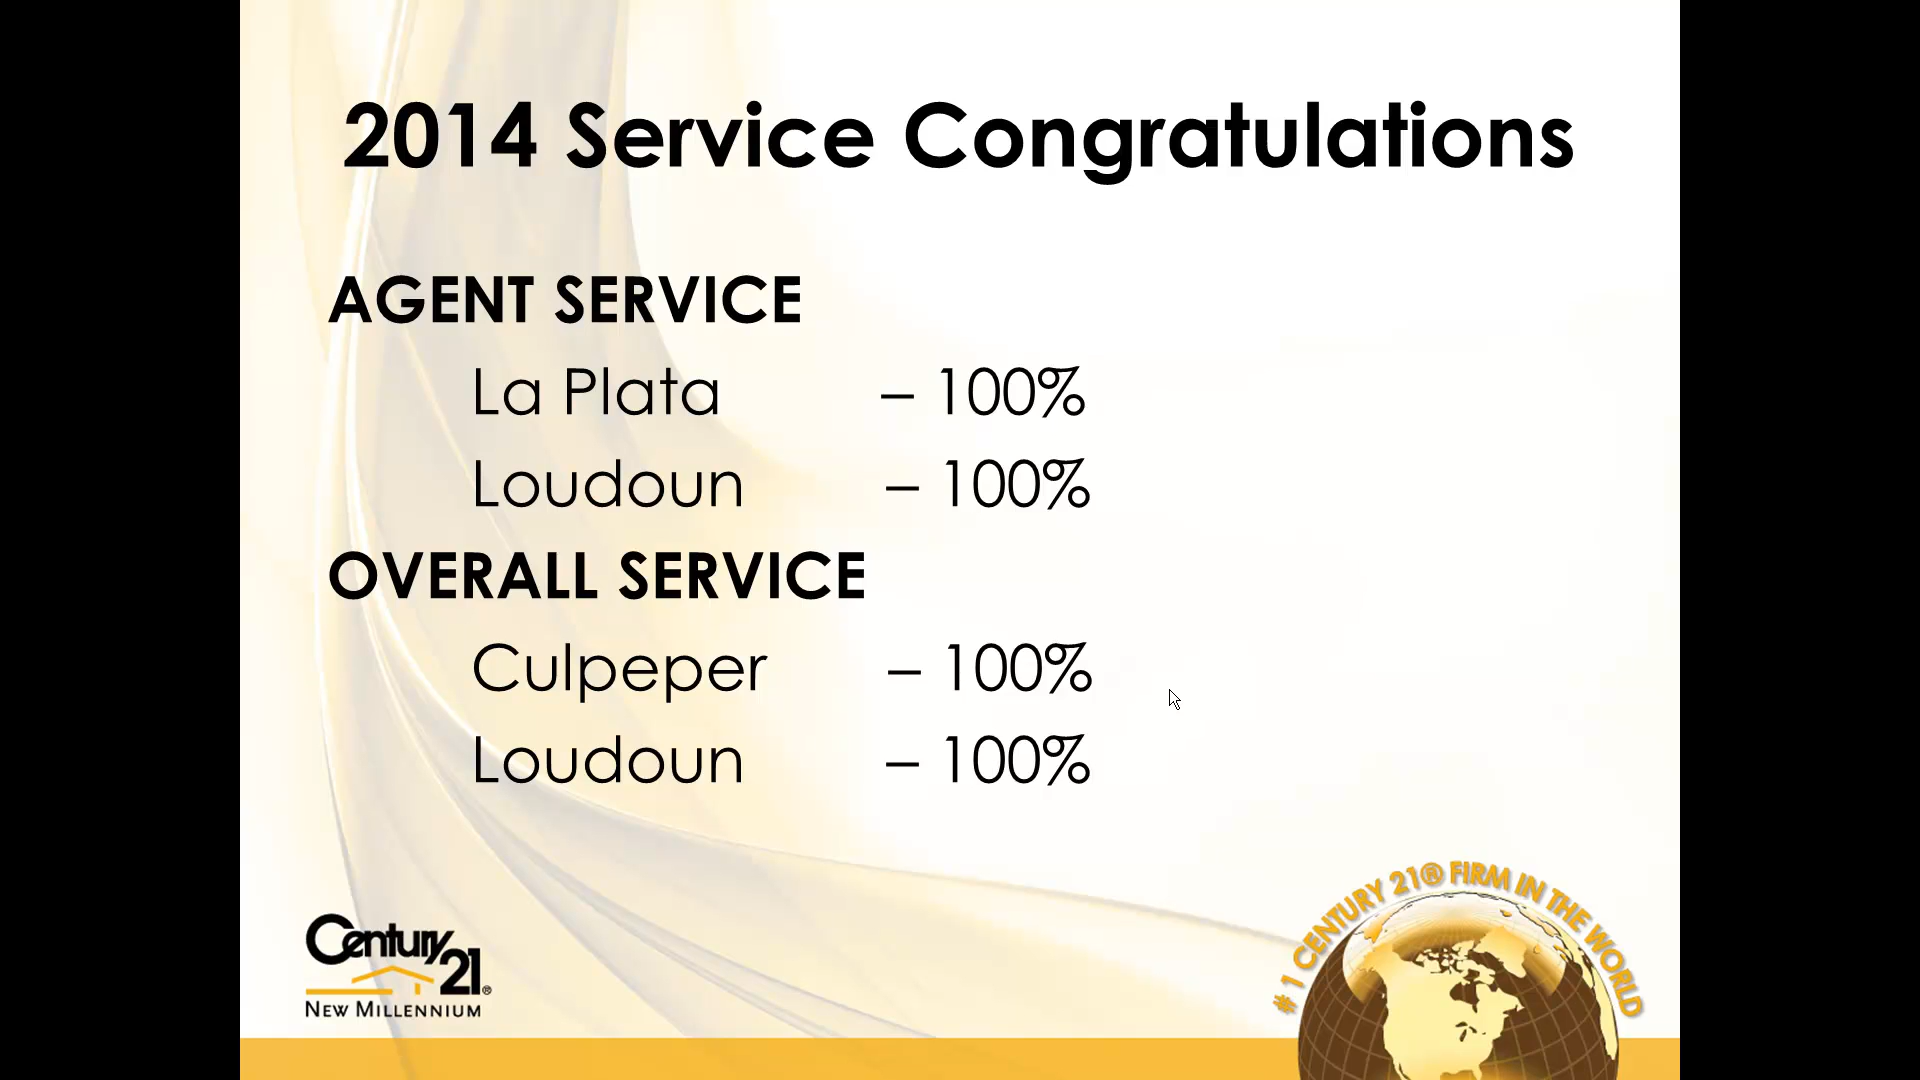 2014 Service Congratulations
AGENT SERVICE
La Plata – 100%
Loudoun – 100%
OVERALL SERVICE
Culpeper – 100%
Loudoun – 100%
Century 21®
NEW MILLENNIUM
# 1 CENTURY 21® FIRM IN THE WORLD